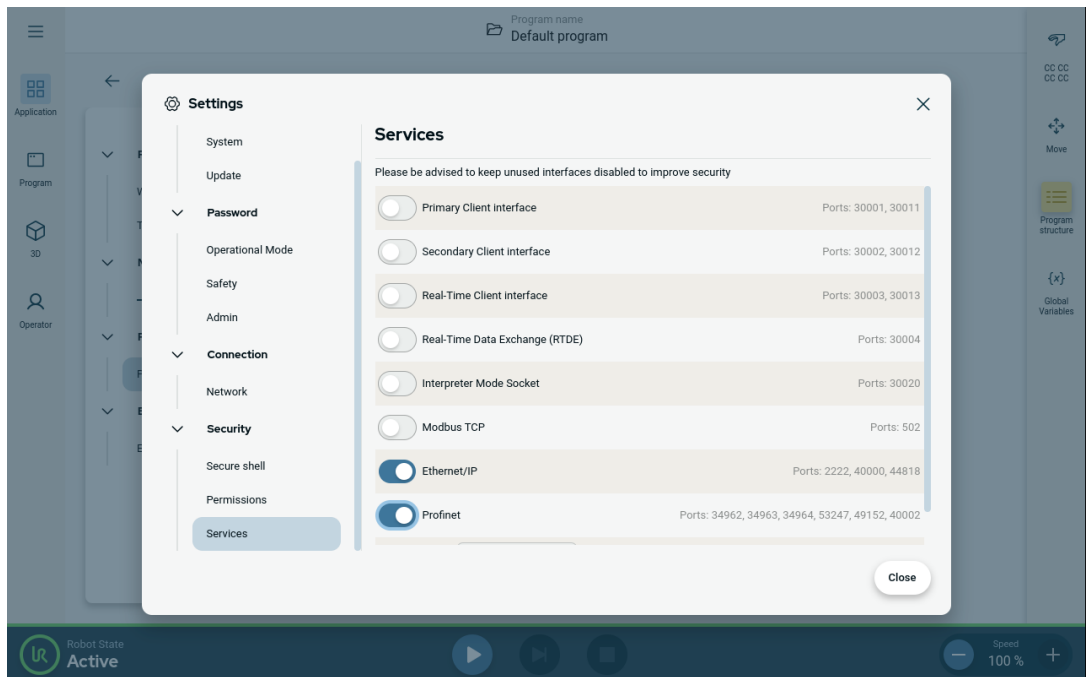 Program name
Default program
Application
Program
3D
Operator
Settings
System
Update
Password
Operational Mode
Safety
Admin
Connection
Network
Security
Secure shell
Permissions
Services
Services
Please be advised to keep unused interfaces disabled to improve security
Primary Client interface Ports: 30001, 30011
Secondary Client interface Ports: 30002, 30012
Real-Time Client interface Ports: 30003, 30013
Real-Time Data Exchange (RTDE) Ports: 30004
Interpreter Mode Socket Ports: 30020
Modbus TCP Ports: 502
Ethernet/IP Ports: 2222, 40000, 44818
Profinet Ports: 34962, 34963, 34964, 53247, 49152, 40002
Close
CC CC
CC CC
Move
Program
structure
{x}
Global
Variables
UR
Robot State
Active
Speed
100 %